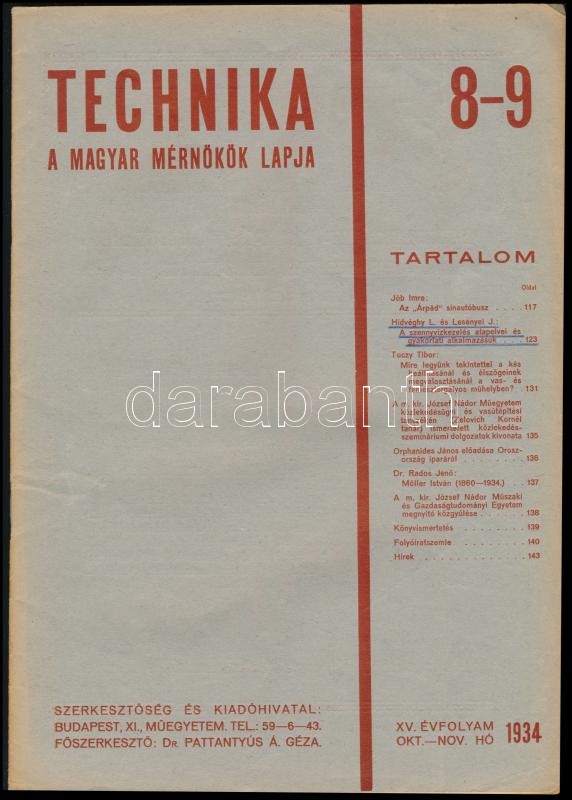 TECHNIKA
A MAGYAR MÉRNÖKÖK LAPJA
8–9
TARTALOM
Oldal
Jób Imre:
Az „Árpád" sínautóbusz . . . . 117
Hidvéghy L. és Lesenyei J.:
A szennyvízkezelés alapelvei és
gyakorlati alkalmazásuk . . . 123
Tuczy Tibor:
Mire legyünk tekintettel a kés
beállításánál és élszögeinek
megválasztásánál a vas- és
fémesztergályos műhelyben? . 131
A m. kir. József Nádor Műegyetem
közlekedésügyi és vasútépítési
tanszékén (Zelovich Kornél
tanár) ismertetett közlekedés-
szemináriumi dolgozatok kivonata 135
Orphanides János előadása Orosz-
ország iparáról . . . . . . . . 136
Dr. Rados Jenő:
Möller István (1860—1934.) . . 137
A m. kir. József Nádor Műszaki
és Gazdaságtudományi Egyetem
megnyitó közgyűlése . . . . . 138
Könyvismertetés . . . . . . . 139
Folyóiratszemle . . . . . . . 140
Hírek . . . . . . . . . . . . 143
darabanth
SZERKESZTŐSÉG ÉS KIADÓHIVATAL:
BUDAPEST, XI., MŰEGYETEM. TEL.: 59—6—43.
FŐSZERKESZTŐ: DR. PATTANTYÚS Á. GÉZA.
XV. ÉVFOLYAM
OKT.—NOV. HÓ 1934